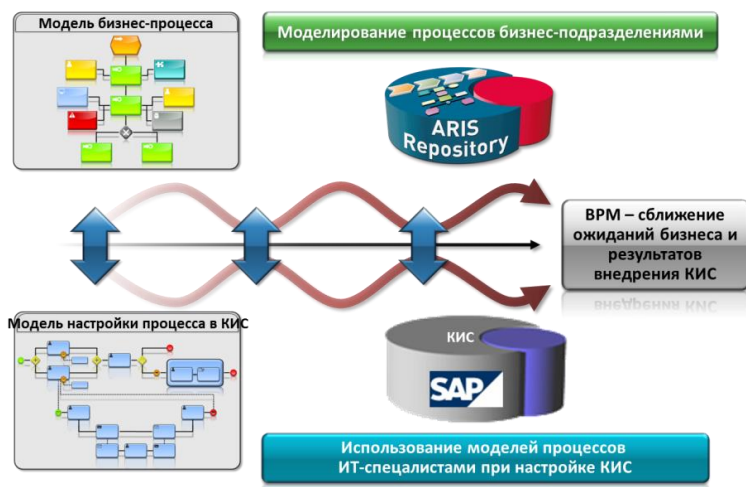 Модель бизнес-процесса
Моделирование процессов бизнес-подразделениями
ARIS
Repository
BPM – сближение
ожиданий бизнеса и
результатов
внедрения КИС
Модель настройки процесса в КИС
КИС
SAP
Использование моделей процессов
ИТ-спецалистами при настройке КИС